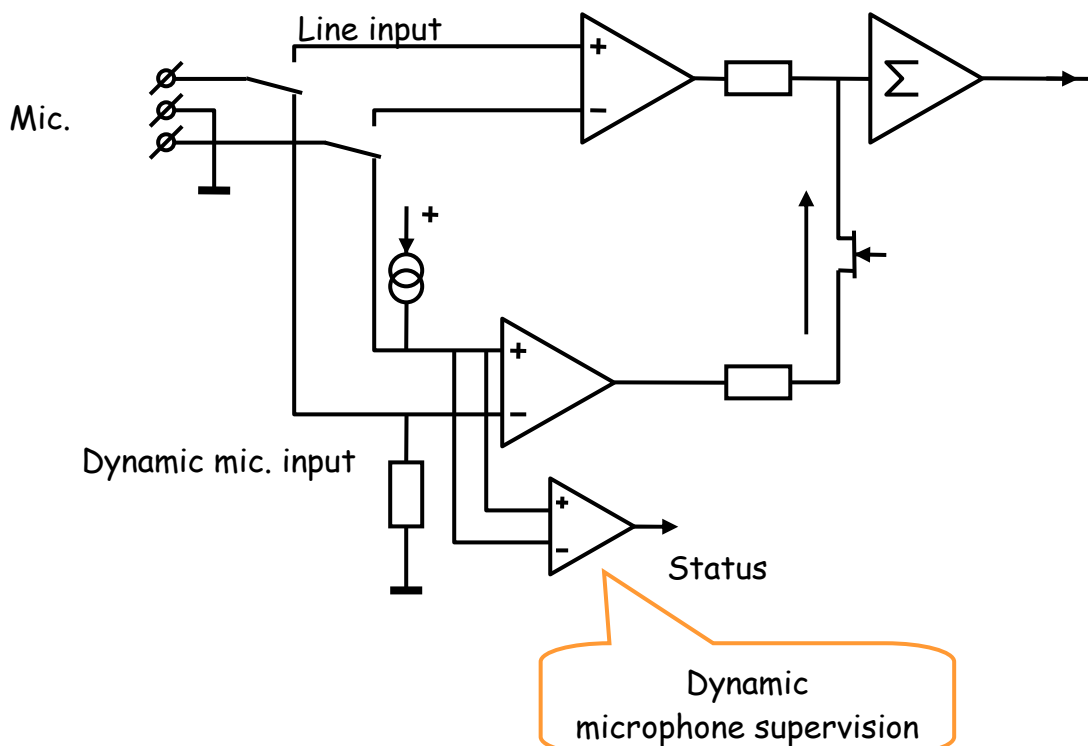 Line input
+
Σ
Mic.
−
+
+
−
Dynamic mic. input
+
−
Status
Dynamic
microphone supervision